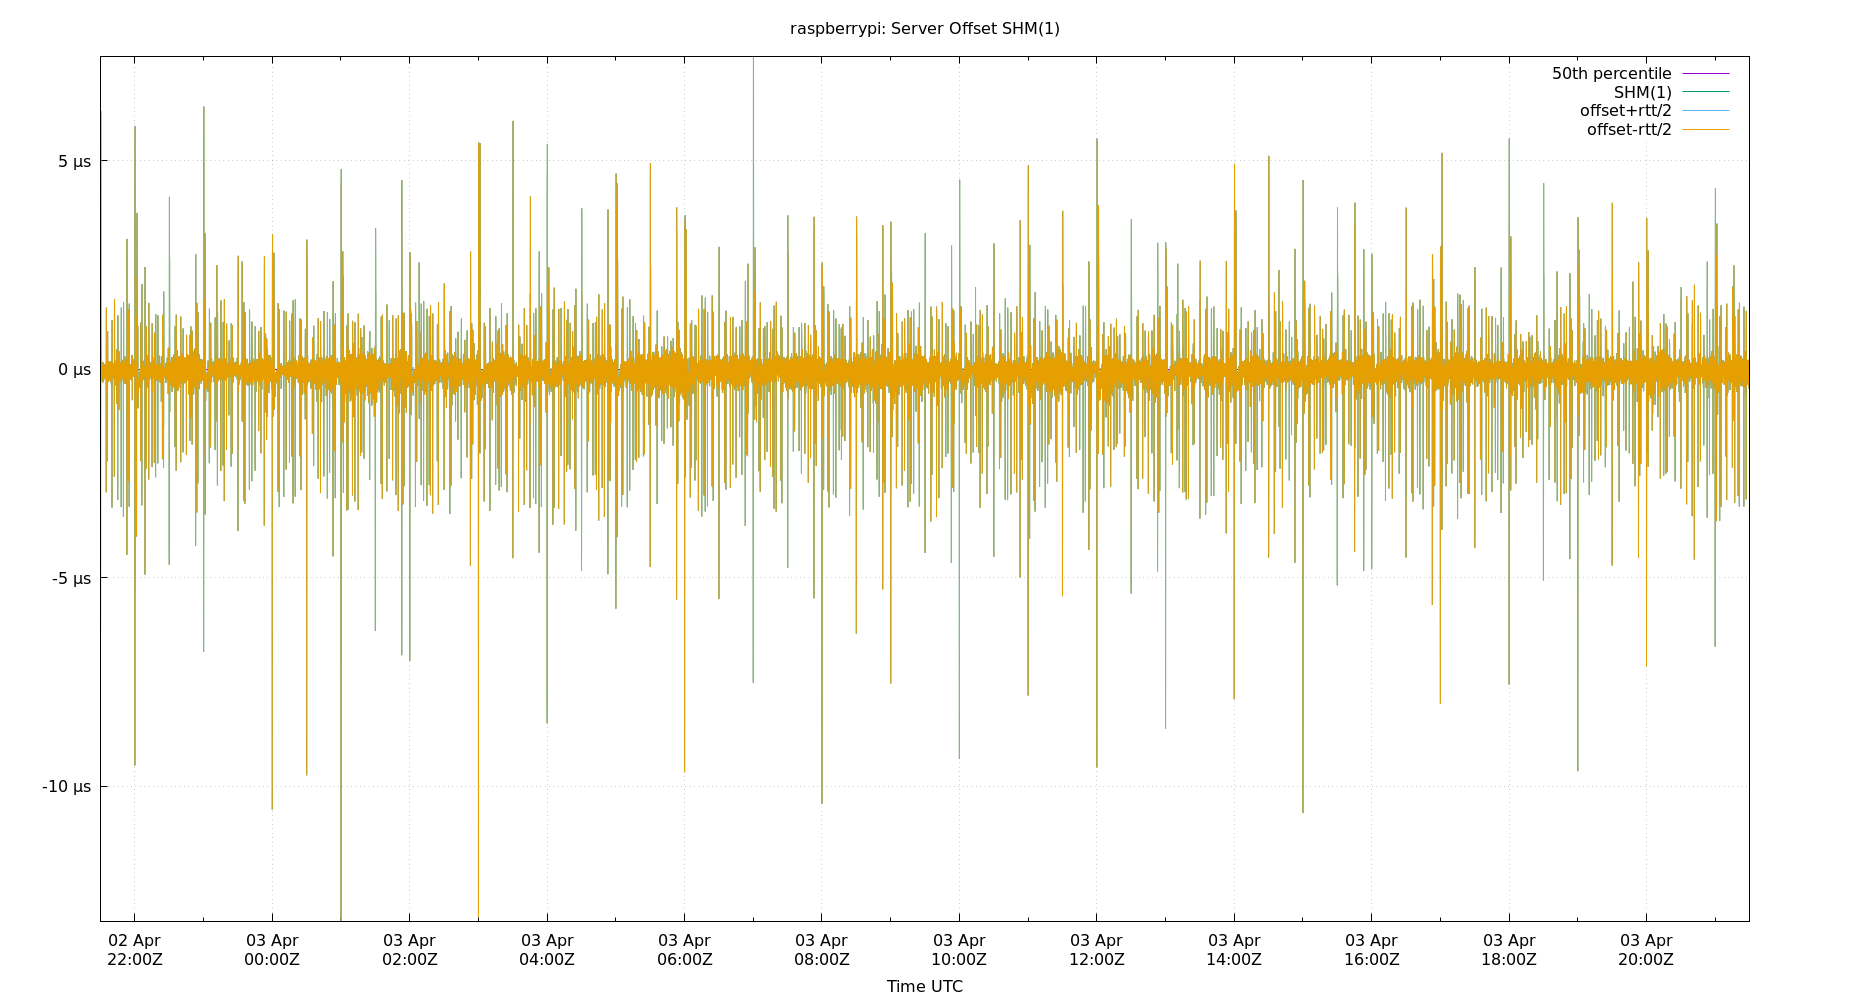 raspberrypi: Server Offset SHM(1)
50th percentile
SHM(1)
offset+rtt/2
offset-rtt/2
5 µs
0 µs
-5 µs
-10 µs
02 Apr 03 Apr 03 Apr 03 Apr 03 Apr 03 Apr 03 Apr 03 Apr 03 Apr 03 Apr 03 Apr 03 Apr
22:00Z 00:00Z 02:00Z 04:00Z 06:00Z 08:00Z 10:00Z 12:00Z 14:00Z 16:00Z 18:00Z 20:00Z
Time UTC